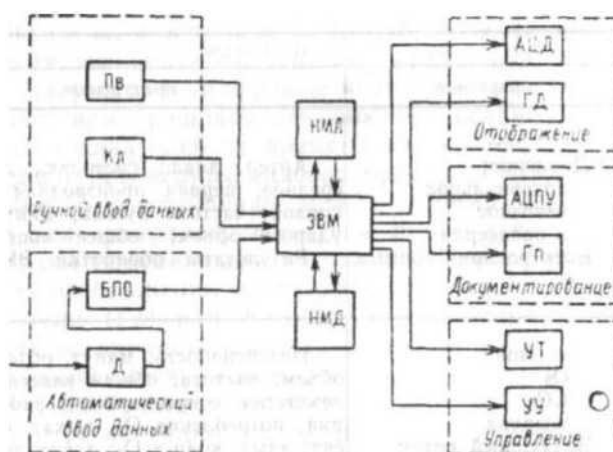 Пв
Кл
Ручной ввод данных
БПО
Д
Автоматический
ввод данных
НМЛ
ЭВМ
НМД
АЦД
ГД
Отображение
АЦПУ
Гп
Документирование
УТ
УУ
Управление